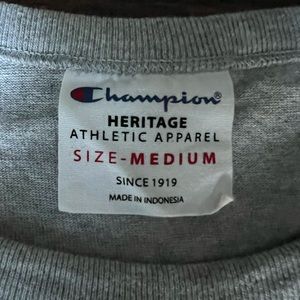 Champion®
HERITAGE
ATHLETIC APPAREL
SIZE-MEDIUM
SINCE 1919
MADE IN INDONESIA